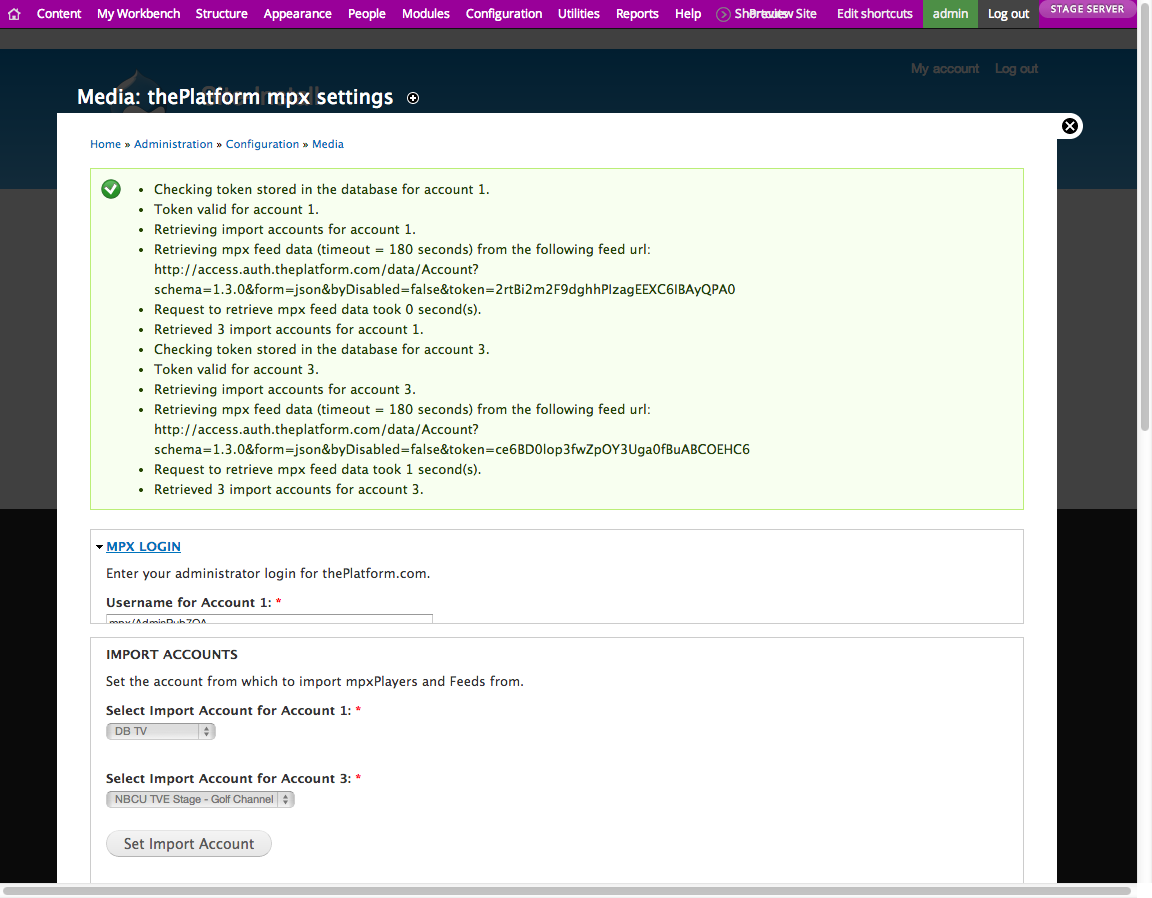 Content My Workbench Structure Appearance People Modules Configuration Utilities Reports Help Site Edit shortcuts admin Log out STAGE SERVER
My account Log out
Media: thePlatform mpx settings
Home » Administration » Configuration » Media
Checking token stored in the database for account 1.
Token valid for account 1.
Retrieving import accounts for account 1.
Retrieving mpx feed data (timeout = 180 seconds) from the following feed url:
http://access.auth.theplatform.com/data/Account?
schema=1.3.0&form=json&byDisabled=false&token=2rtBi2m2F9dghhPIzagEEXC6IBAyQPA0
Request to retrieve mpx feed data took 0 second(s).
Retrieved 3 import accounts for account 1.
Checking token stored in the database for account 3.
Token valid for account 3.
Retrieving import accounts for account 3.
Retrieving mpx feed data (timeout = 180 seconds) from the following feed url:
http://access.auth.theplatform.com/data/Account?
schema=1.3.0&form=json&byDisabled=false&token=ce6BD0lop3fwZpOY3Uga0fBuABCOEHC6
Request to retrieve mpx feed data took 1 second(s).
Retrieved 3 import accounts for account 3.
MPX LOGIN
Enter your administrator login for thePlatform.com.
Username for Account 1: *
IMPORT ACCOUNTS
Set the account from which to import mpxPlayers and Feeds from.
Select Import Account for Account 1: *
DB TV
Select Import Account for Account 3: *
NBCU TVE Stage - Golf Channel
Set Import Account